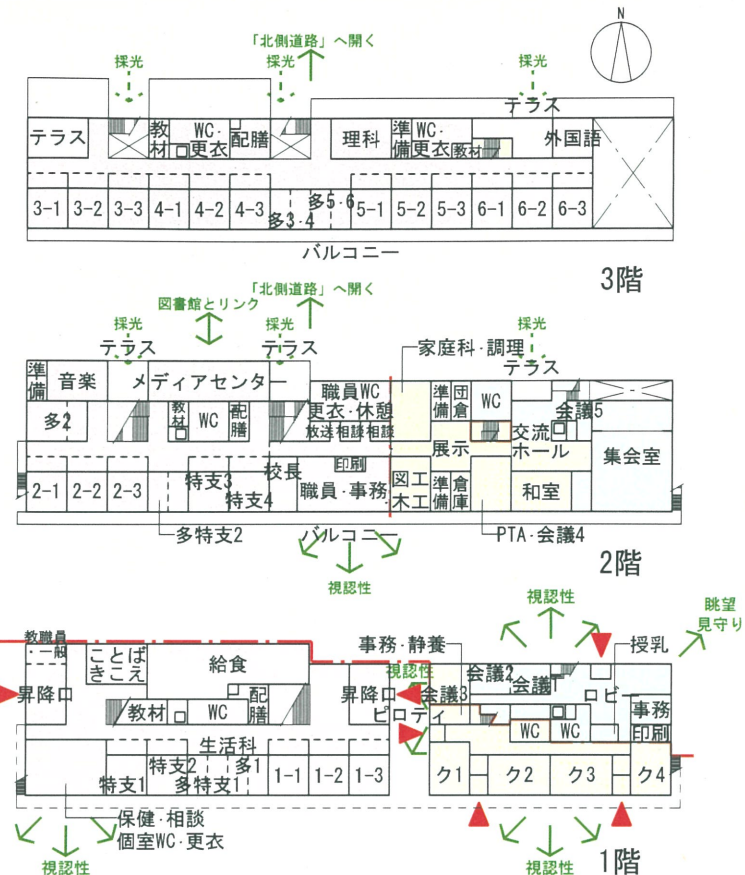 N
「北側道路」へ開く
採光
採光
採光
テラス
テラス
教材
WC・更衣
配膳
理科
準備
WC・更衣
教材
外国語
3-1
3-2
3-3
4-1
4-2
4-3
多3・4
多5・6
5-1
5-2
5-3
6-1
6-2
6-3
バルコニー
3階
「北側道路」へ開く
図書館とリンク
採光
採光
採光
テラス
テラス
テラス
家庭科・調理
準備
音楽
メディアセンター
職員WC
更衣・休憩
放送
相談
相談
準備
団倉
WC
会議5
多2
教材
WC
配膳
展示
交流
ホール
集会室
2-1
2-2
2-3
特支3
特支4
校長
印刷
職員・事務
図工
木工
準備
倉庫
和室
多特支2
バルコニー
PTA・会議4
2階
視認性
視認性
眺望
見守り
教職員
・一般
ことば
きこえ
給食
事務・静養
視認性
会議2
会議1
授乳
昇降口
教材
WC
配膳
昇降口
ピロティ
会議3
ロビー
WC
WC
事務
印刷
生活科
特支1
特支2
多特支1
多1
1-1
1-2
1-3
ク1
ク2
ク3
ク4
保健・相談
個室WC・更衣
視認性
視認性
1階